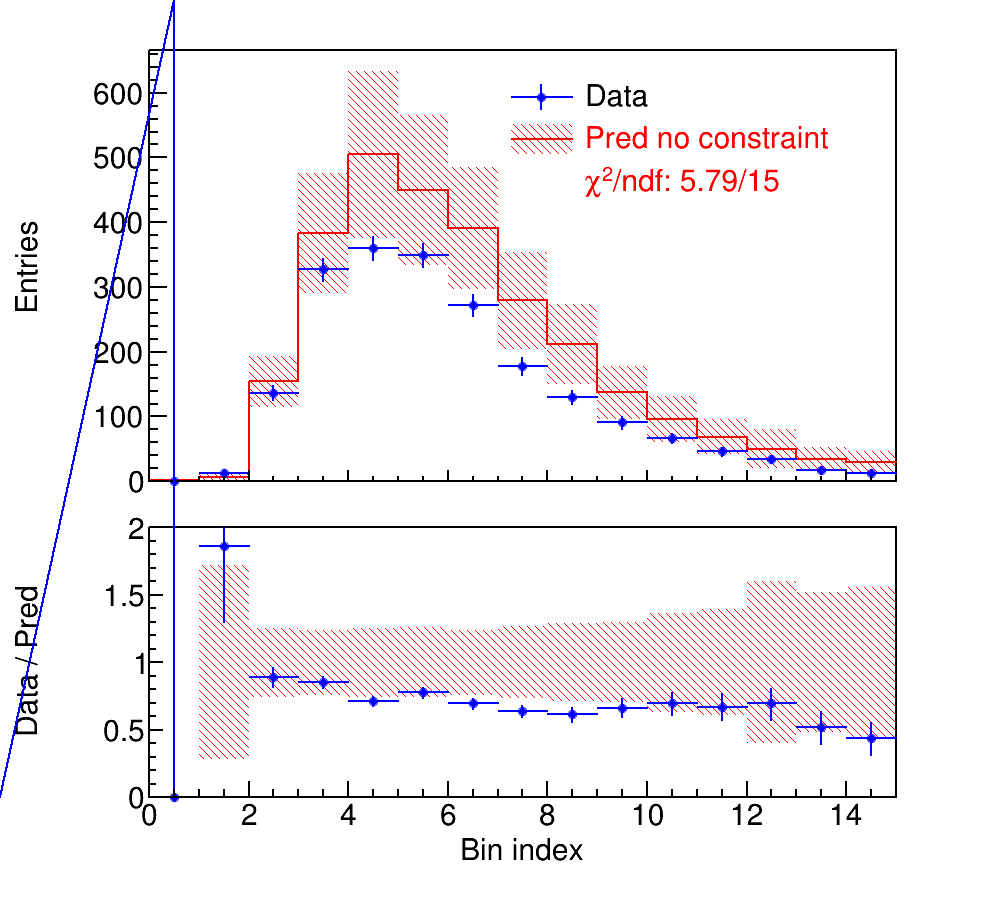 Data
Pred no constraint
χ²/ndf: 5.79/15
Entries
600
500
400
300
200
100
0
Data / Pred
2
1.5
1
0.5
0
0 2 4 6 8 10 12 14
Bin index